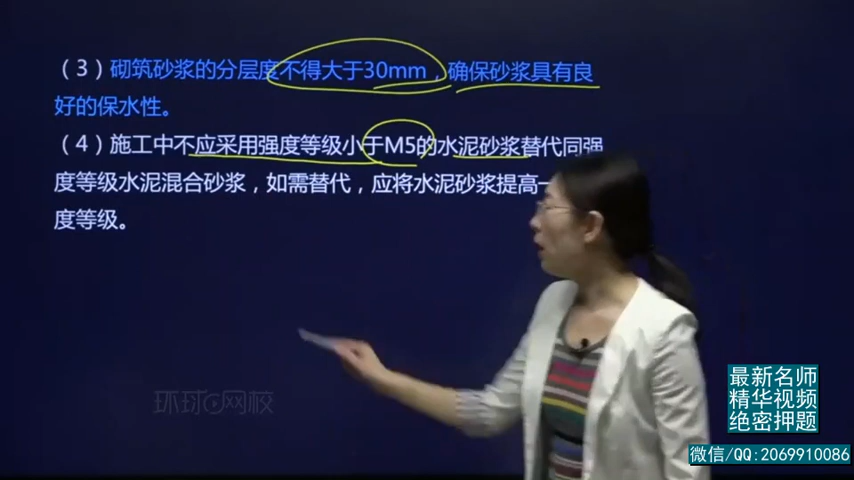 （3）砌筑砂浆的分层度不得大于30mm，确保砂浆具有良
好的保水性。
（4）施工中不应采用强度等级小于M5的水泥砂浆替代同强
度等级水泥混合砂浆，如需替代，应将水泥砂浆提高一
度等级。
环球网校
最新名师
精华视频
绝密押题
微信/QQ:2069910086